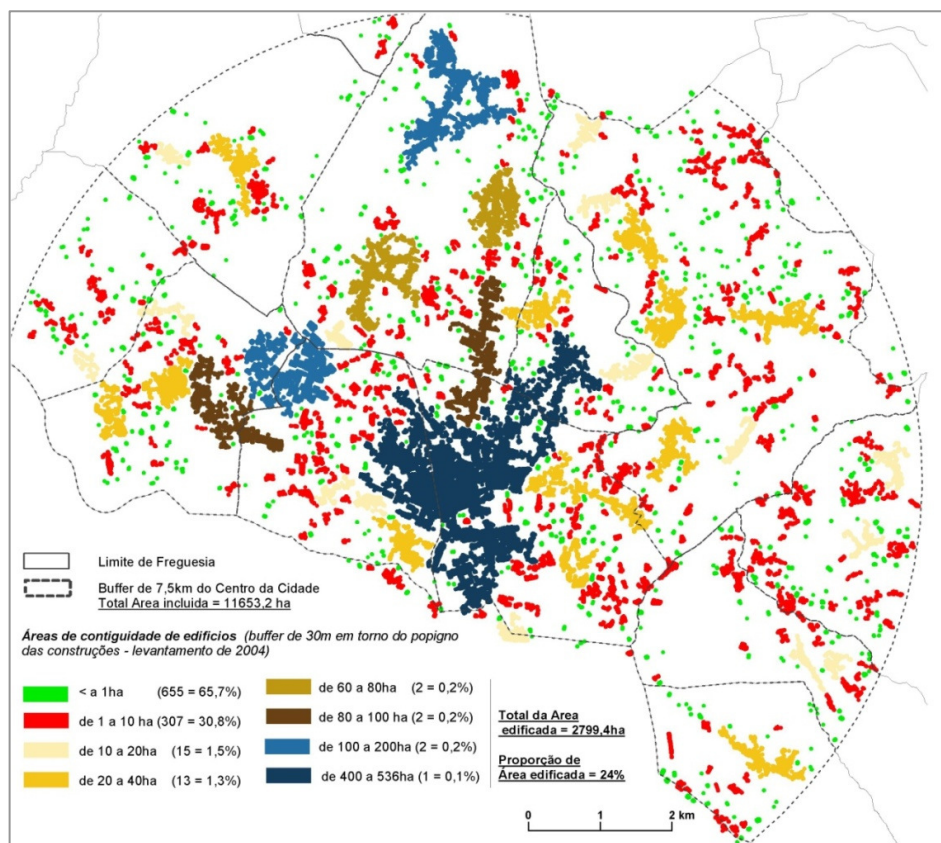 Limite de Freguesia
Buffer de 7,5km do Centro da Cidade
Total Area incluida = 11653,2 ha
Áreas de contiguidade de edificios (buffer de 30m em torno do popigno
das construções - levantamento de 2004)
< a 1ha (655 = 65,7%)
de 1 a 10 ha (307 = 30,8%)
de 10 a 20ha (15 = 1,5%)
de 20 a 40ha (13 = 1,3%)
de 60 a 80ha (2 = 0,2%)
de 80 a 100 ha (2 = 0,2%)
de 100 a 200ha (2 = 0,2%)
de 400 a 536ha (1 = 0,1%)
Total da Area
edificada = 2799,4ha
Proporção de
Área edificada = 24%
0 1 2 km